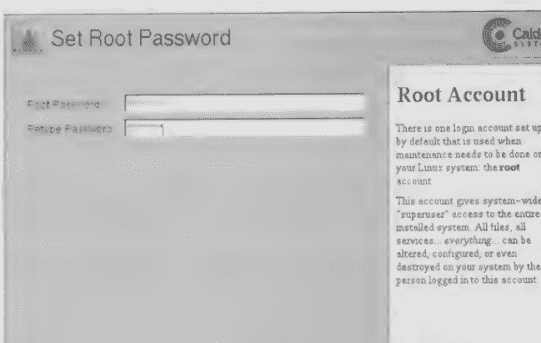 Set Root Password
Cald
SYST
Root Password
Retype Password
Root Account
There is one login account set up
by default that is used when
maintenance needs to be done on
your Linux system: the root
account
This account gives system-wide
"superuser" access to the entire
installed system. All files, all
services... everything... can be
altered, configured, or even
destroyed on your system by the
person logged in to this account